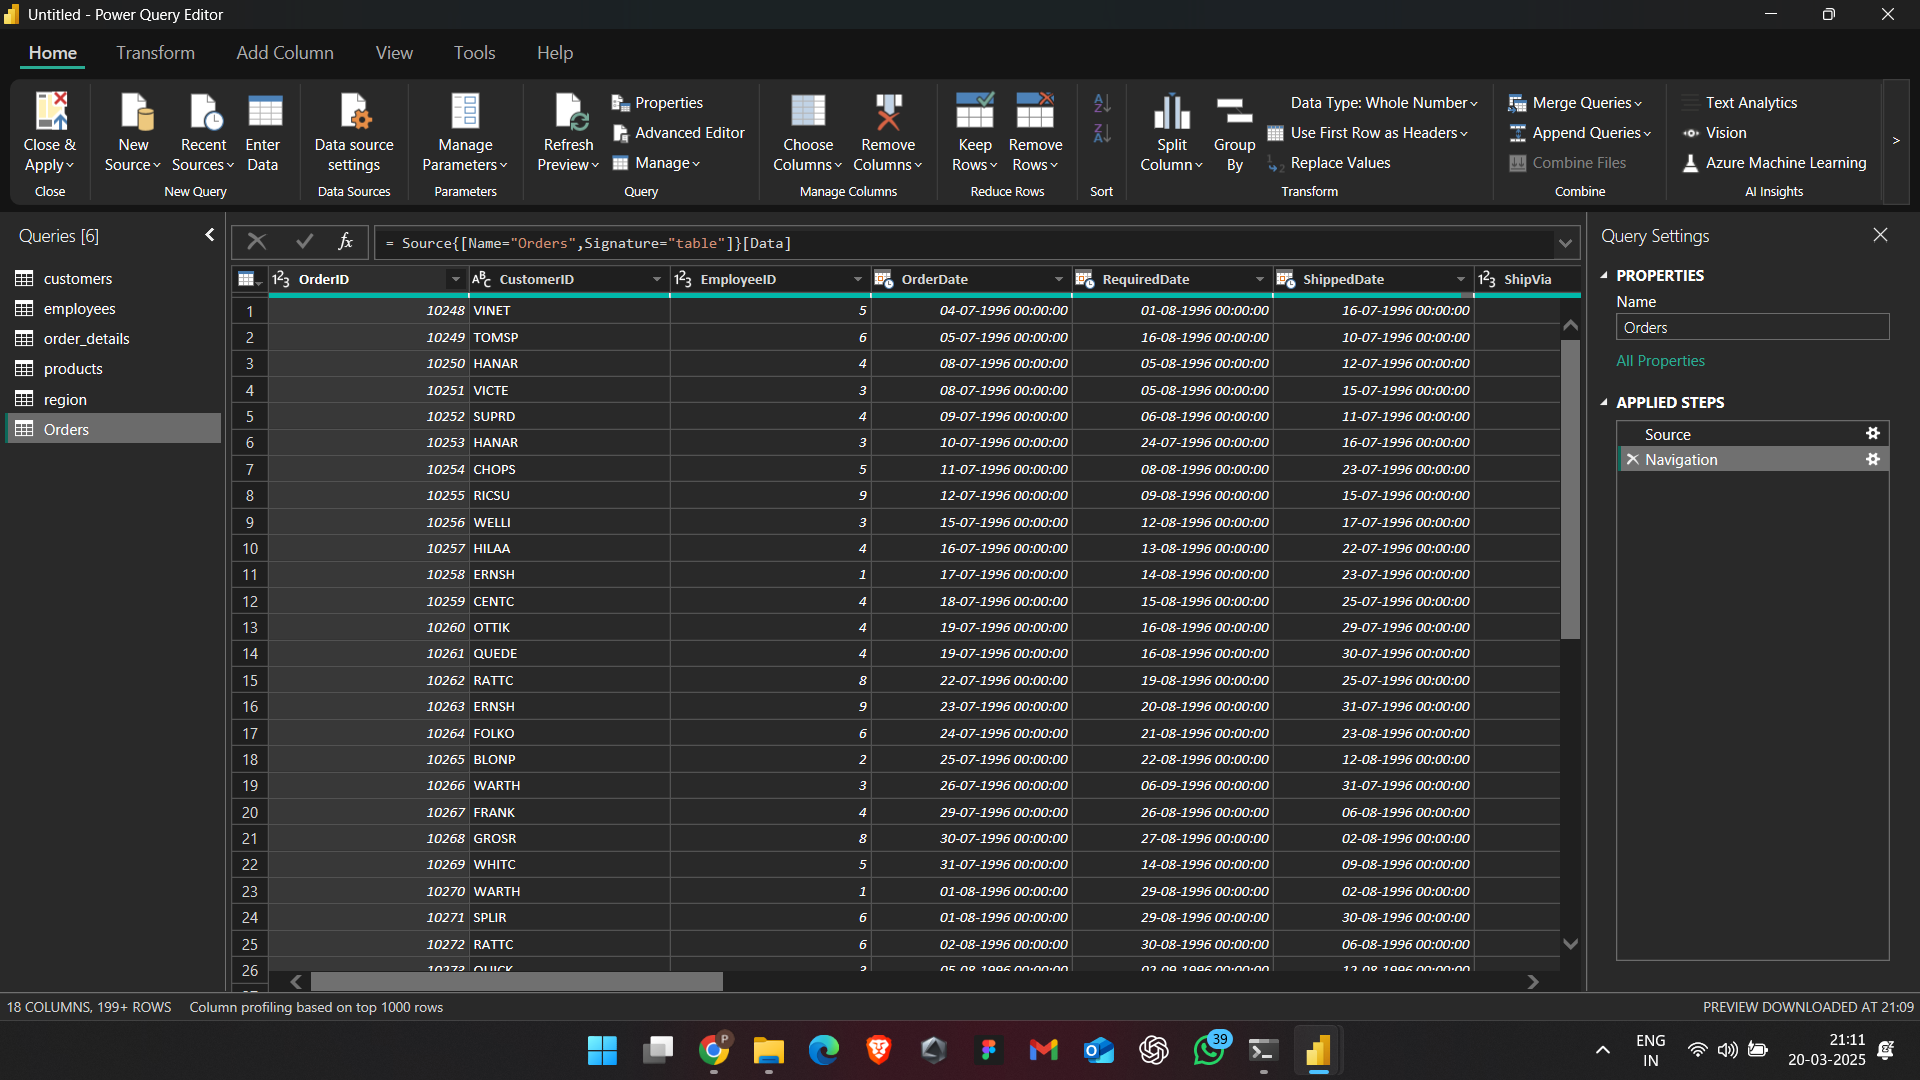 Untitled - Power Query Editor
Home Transform Add Column View Tools Help
Close & Apply
New Source
Recent Sources
Enter Data
Data source settings
Manage Parameters
Refresh Preview
Properties
Advanced Editor
Manage
Choose Columns
Remove Columns
Keep Rows
Remove Rows
Split Column
Group By
Data Type: Whole Number
Use First Row as Headers
Replace Values
Merge Queries
Append Queries
Combine Files
Text Analytics
Vision
Azure Machine Learning
Close New Query Data Sources Parameters Query Manage Columns Reduce Rows Sort Transform Combine AI Insights
Queries [6]
customers
employees
order_details
products
region
Orders
fx = Source{[Name="Orders",Signature="table"]}[Data]
OrderID CustomerID EmployeeID OrderDate RequiredDate ShippedDate ShipVia
1 10248 VINET 5 04-07-1996 00:00:00 01-08-1996 00:00:00 16-07-1996 00:00:00
2 10249 TOMSP 6 05-07-1996 00:00:00 16-08-1996 00:00:00 10-07-1996 00:00:00
3 10250 HANAR 4 08-07-1996 00:00:00 05-08-1996 00:00:00 12-07-1996 00:00:00
4 10251 VICTE 3 08-07-1996 00:00:00 05-08-1996 00:00:00 15-07-1996 00:00:00
5 10252 SUPRD 4 09-07-1996 00:00:00 06-08-1996 00:00:00 11-07-1996 00:00:00
6 10253 HANAR 3 10-07-1996 00:00:00 24-07-1996 00:00:00 16-07-1996 00:00:00
7 10254 CHOPS 5 11-07-1996 00:00:00 08-08-1996 00:00:00 23-07-1996 00:00:00
8 10255 RICSU 9 12-07-1996 00:00:00 09-08-1996 00:00:00 15-07-1996 00:00:00
9 10256 WELLI 3 15-07-1996 00:00:00 12-08-1996 00:00:00 17-07-1996 00:00:00
10 10257 HILAA 4 16-07-1996 00:00:00 13-08-1996 00:00:00 22-07-1996 00:00:00
11 10258 ERNSH 1 17-07-1996 00:00:00 14-08-1996 00:00:00 23-07-1996 00:00:00
12 10259 CENTC 4 18-07-1996 00:00:00 15-08-1996 00:00:00 25-07-1996 00:00:00
13 10260 OTTIK 4 19-07-1996 00:00:00 16-08-1996 00:00:00 29-07-1996 00:00:00
14 10261 QUEDE 4 19-07-1996 00:00:00 16-08-1996 00:00:00 30-07-1996 00:00:00
15 10262 RATTC 8 22-07-1996 00:00:00 19-08-1996 00:00:00 25-07-1996 00:00:00
16 10263 ERNSH 9 23-07-1996 00:00:00 20-08-1996 00:00:00 31-07-1996 00:00:00
17 10264 FOLKO 6 24-07-1996 00:00:00 21-08-1996 00:00:00 23-08-1996 00:00:00
18 10265 BLONP 2 25-07-1996 00:00:00 22-08-1996 00:00:00 12-08-1996 00:00:00
19 10266 WARTH 3 26-07-1996 00:00:00 06-09-1996 00:00:00 31-07-1996 00:00:00
20 10267 FRANK 4 29-07-1996 00:00:00 26-08-1996 00:00:00 06-08-1996 00:00:00
21 10268 GROSR 8 30-07-1996 00:00:00 27-08-1996 00:00:00 02-08-1996 00:00:00
22 10269 WHITC 5 31-07-1996 00:00:00 14-08-1996 00:00:00 09-08-1996 00:00:00
23 10270 WARTH 1 01-08-1996 00:00:00 29-08-1996 00:00:00 02-08-1996 00:00:00
24 10271 SPLIR 6 01-08-1996 00:00:00 29-08-1996 00:00:00 30-08-1996 00:00:00
25 10272 RATTC 6 02-08-1996 00:00:00 30-08-1996 00:00:00 06-08-1996 00:00:00
26 10273 QUICK 3 05-08-1996 00:00:00 02-09-1996 00:00:00 12-08-1996 00:00:00
Query Settings
PROPERTIES
Name
Orders
All Properties
APPLIED STEPS
Source
Navigation
18 COLUMNS, 199+ ROWS Column profiling based on top 1000 rows PREVIEW DOWNLOADED AT 21:09
P
39
ENG
IN
21:11
20-03-2025